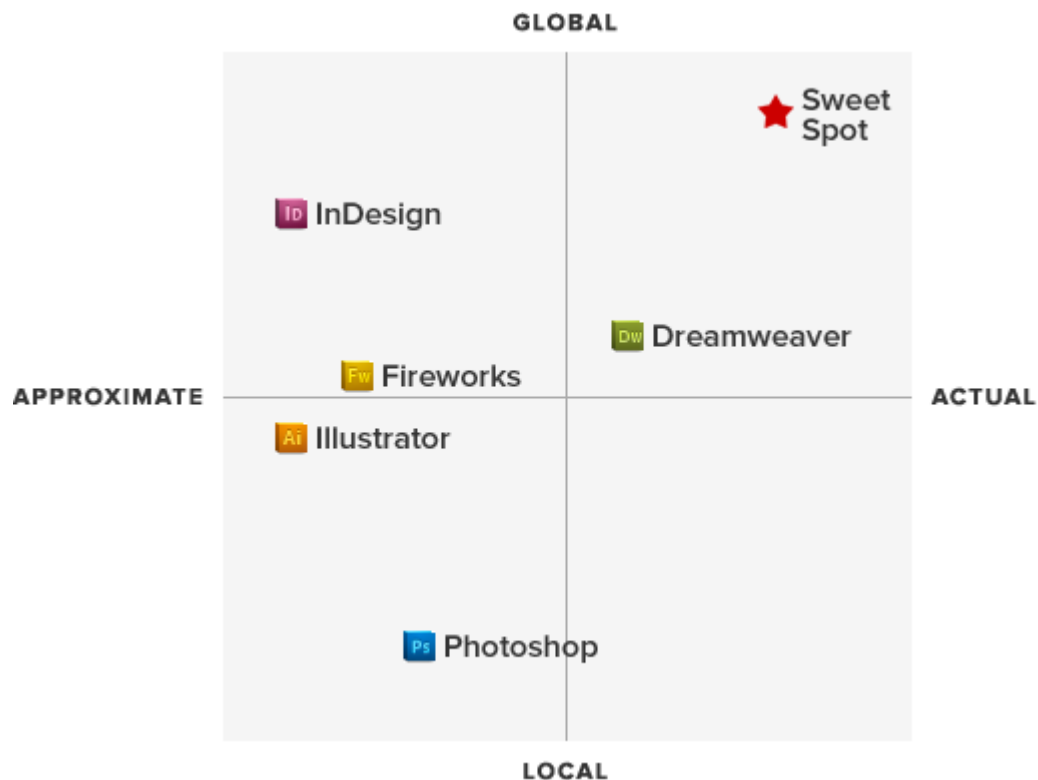 GLOBAL
Sweet
Spot
ID InDesign
Dw Dreamweaver
Fw Fireworks
APPROXIMATE
ACTUAL
Ai Illustrator
Ps Photoshop
LOCAL